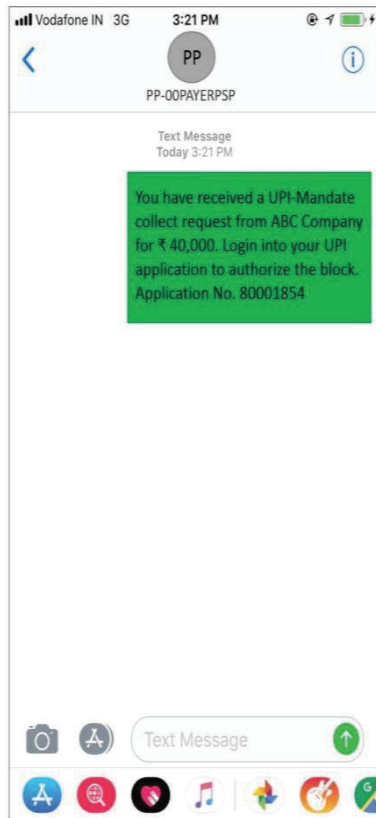 Vodafone IN 3G 3:21 PM
PP
PP-00PAYERPSP
Text Message
Today 3:21 PM
You have received a UPI-Mandate
collect request from ABC Company
for ₹ 40,000. Login into your UPI
application to authorize the block.
Application No. 80001854
Text Message